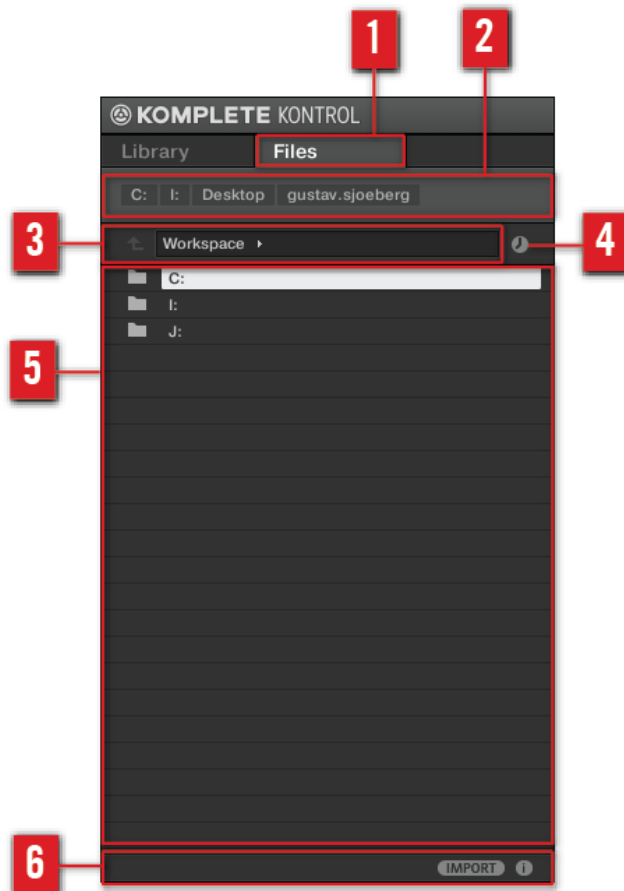 1 2
KOMPLETE KONTROL
Library Files
C: I: Desktop gustav.sjoeberg
3 Workspace 4
C:
I:
J:
5
6 IMPORT i